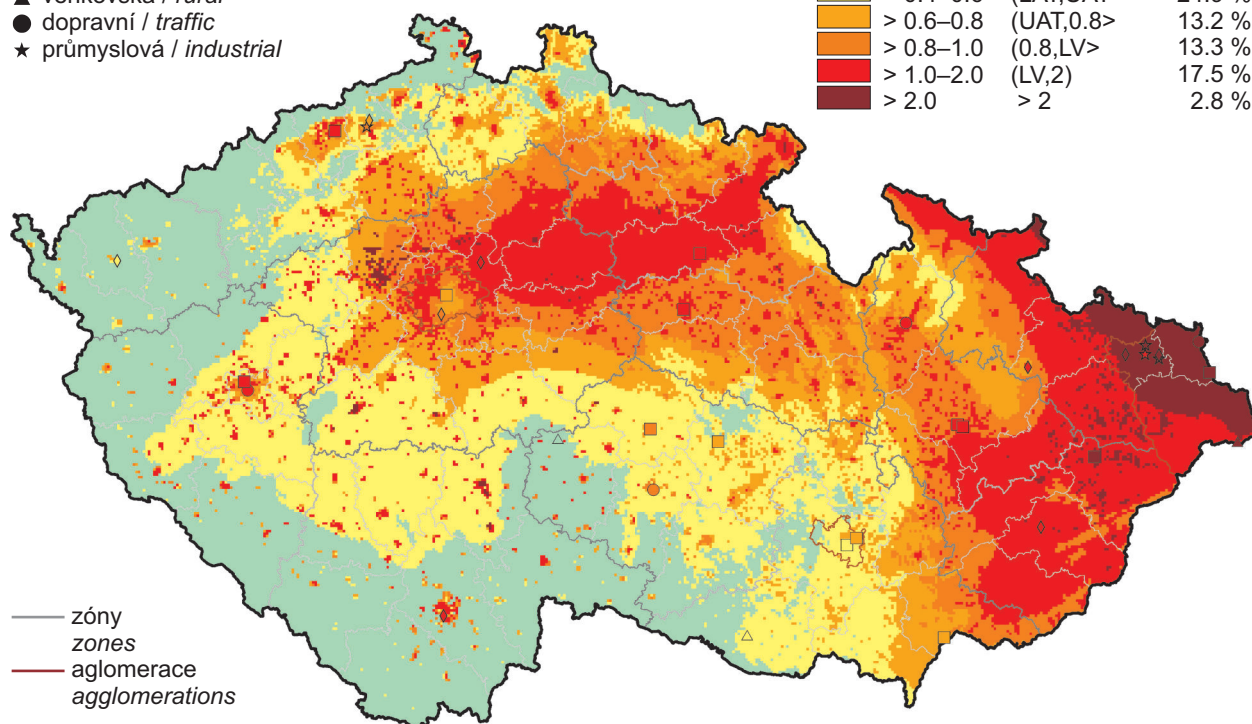 venkovská / rural
dopravní / traffic
průmyslová / industrial
> 0.6–0.8 (UAT,0.8> 13.2 %
> 0.8–1.0 (0.8,LV> 13.3 %
> 1.0–2.0 (LV,2) 17.5 %
> 2.0 > 2 2.8 %
zóny
zones
aglomerace
agglomerations